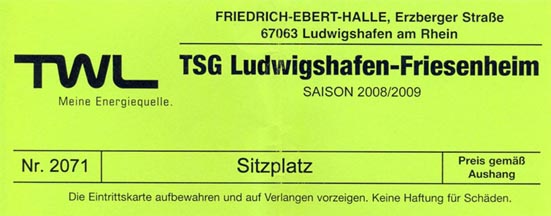 FRIEDRICH-EBERT-HALLE, Erzberger Straße
67063 Ludwigshafen am Rhein
TWL
Meine Energiequelle.
TSG Ludwigshafen-Friesenheim
SAISON 2008/2009
Nr. 2071
Sitzplatz
Preis gemäß
Aushang
Die Eintrittskarte aufbewahren und auf Verlangen vorzeigen. Keine Haftung für Schäden.